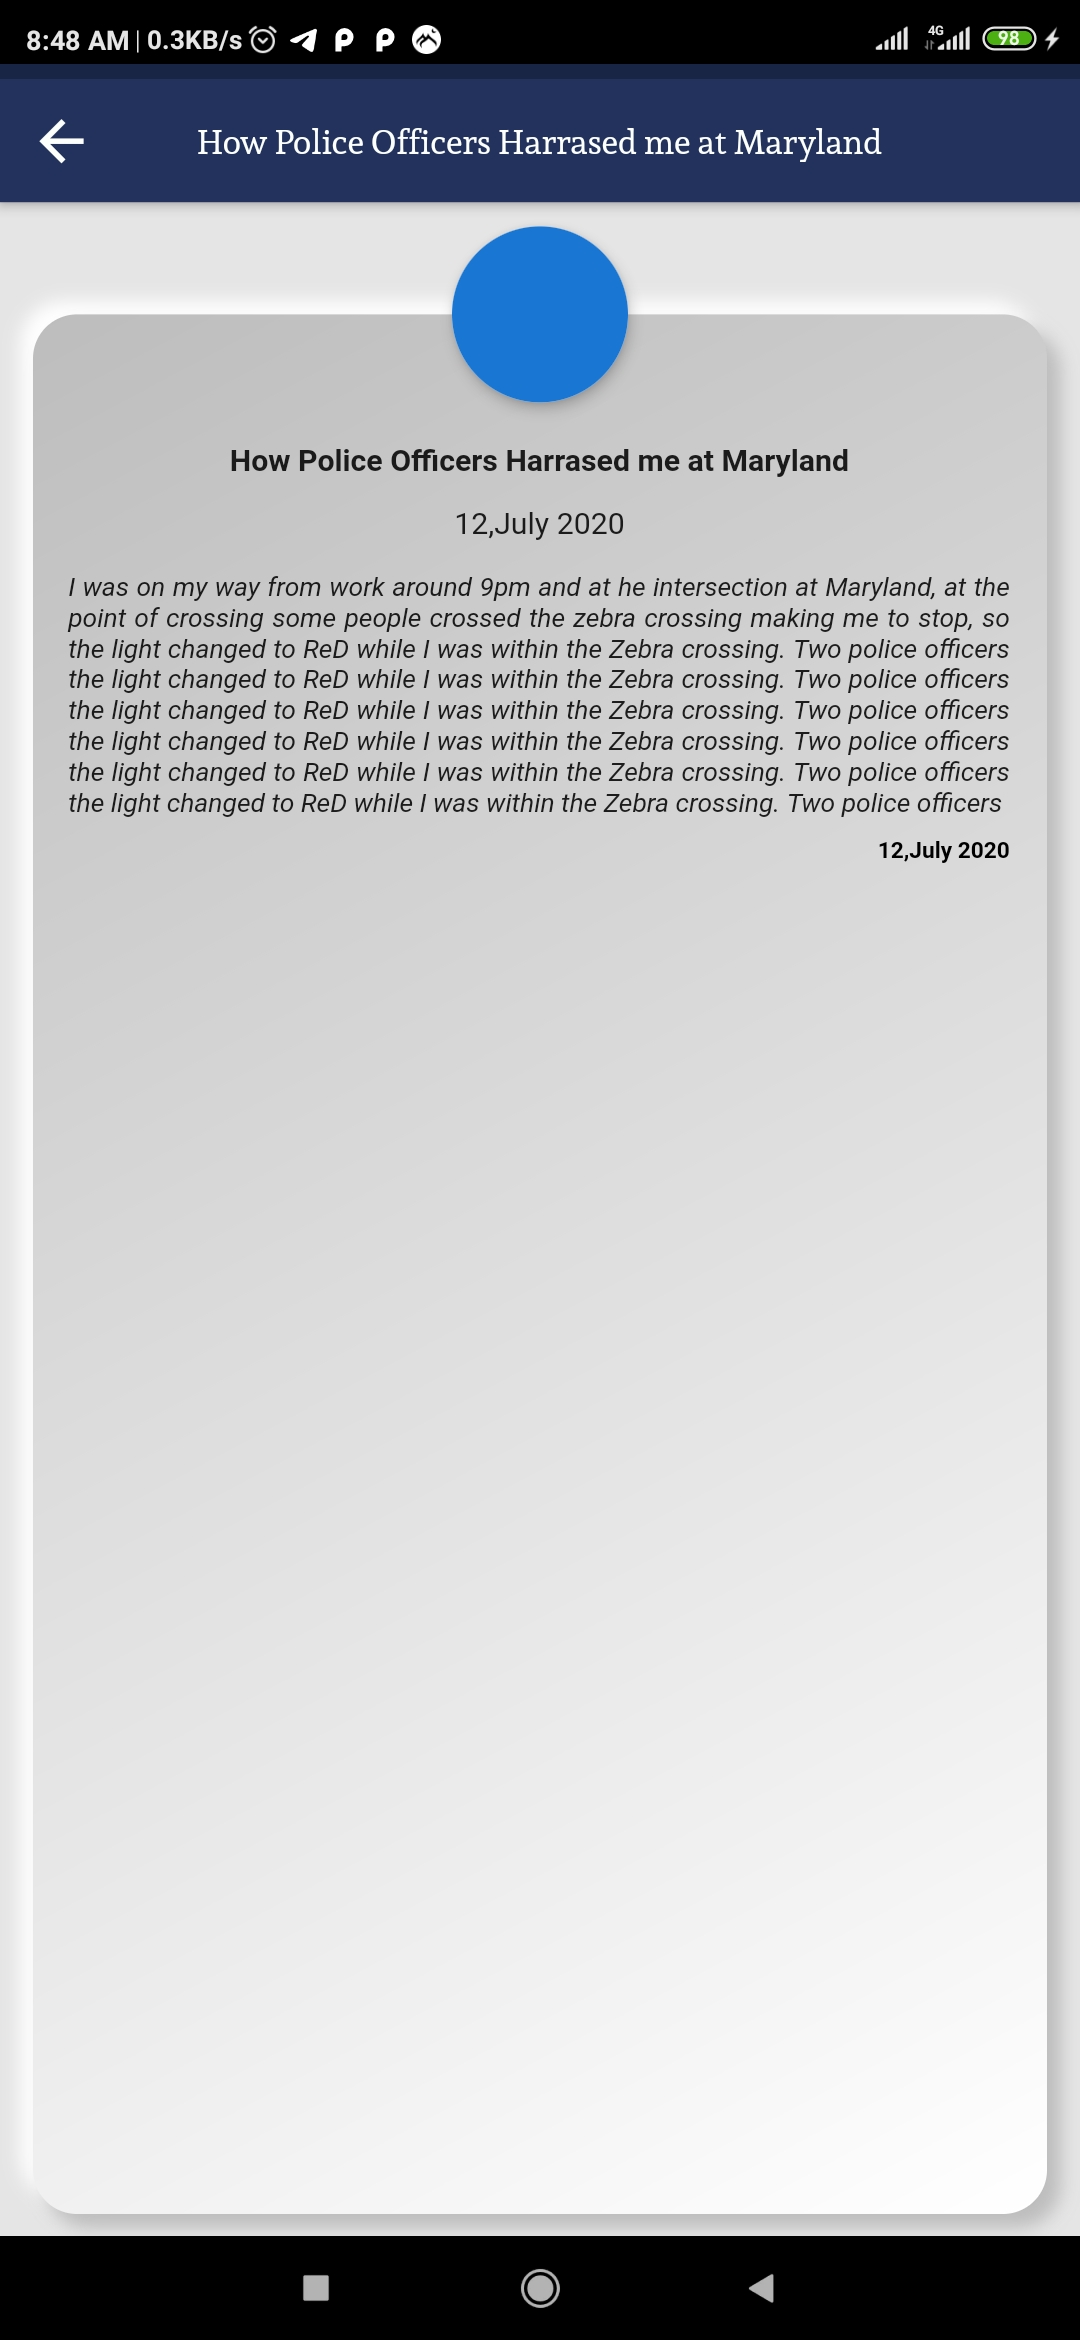 8:48 AM | 0.3KB/s
4G
98
How Police Officers Harrased me at Maryland
How Police Officers Harrased me at Maryland
12,July 2020
I was on my way from work around 9pm and at he intersection at Maryland, at the
point of crossing some people crossed the zebra crossing making me to stop, so
the light changed to ReD while I was within the Zebra crossing. Two police officers
the light changed to ReD while I was within the Zebra crossing. Two police officers
the light changed to ReD while I was within the Zebra crossing. Two police officers
the light changed to ReD while I was within the Zebra crossing. Two police officers
the light changed to ReD while I was within the Zebra crossing. Two police officers
the light changed to ReD while I was within the Zebra crossing. Two police officers
12,July 2020